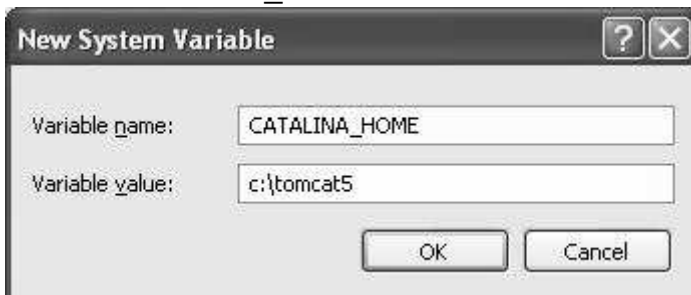 New System Variable
Variable name: CATALINA_HOME
Variable value: c:\tomcat5
OK Cancel